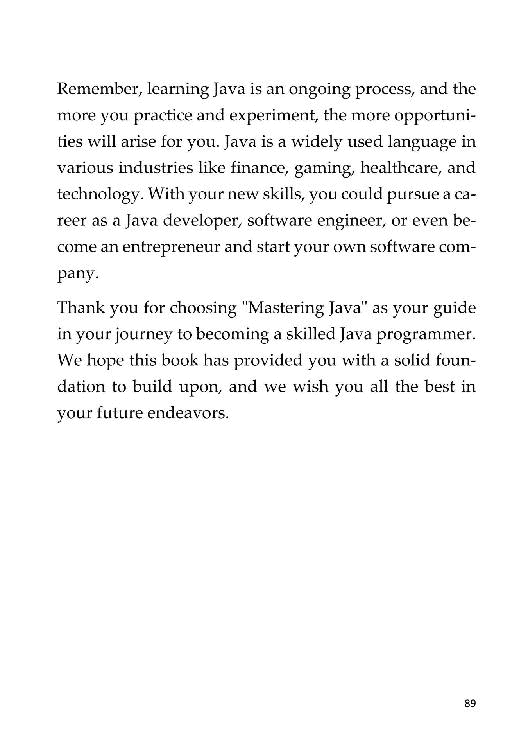 Remember, learning Java is an ongoing process, and the
more you practice and experiment, the more opportuni-
ties will arise for you. Java is a widely used language in
various industries like finance, gaming, healthcare, and
technology. With your new skills, you could pursue a ca-
reer as a Java developer, software engineer, or even be-
come an entrepreneur and start your own software com-
pany.
Thank you for choosing "Mastering Java" as your guide
in your journey to becoming a skilled Java programmer.
We hope this book has provided you with a solid foun-
dation to build upon, and we wish you all the best in
your future endeavors.
89